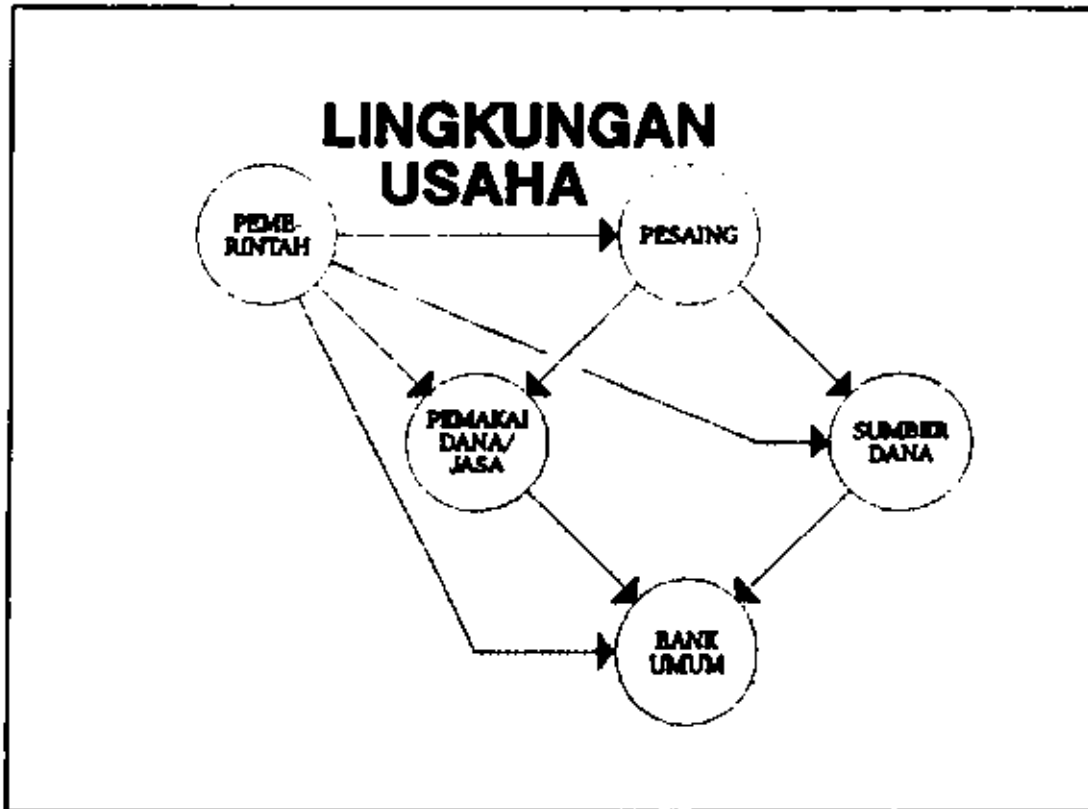 LINGKUNGAN
USAHA
PEME-
RINTAH
PESAING
PEMAKAI
DANA/
JASA
SUMBER
DANA
BANK
UMUM